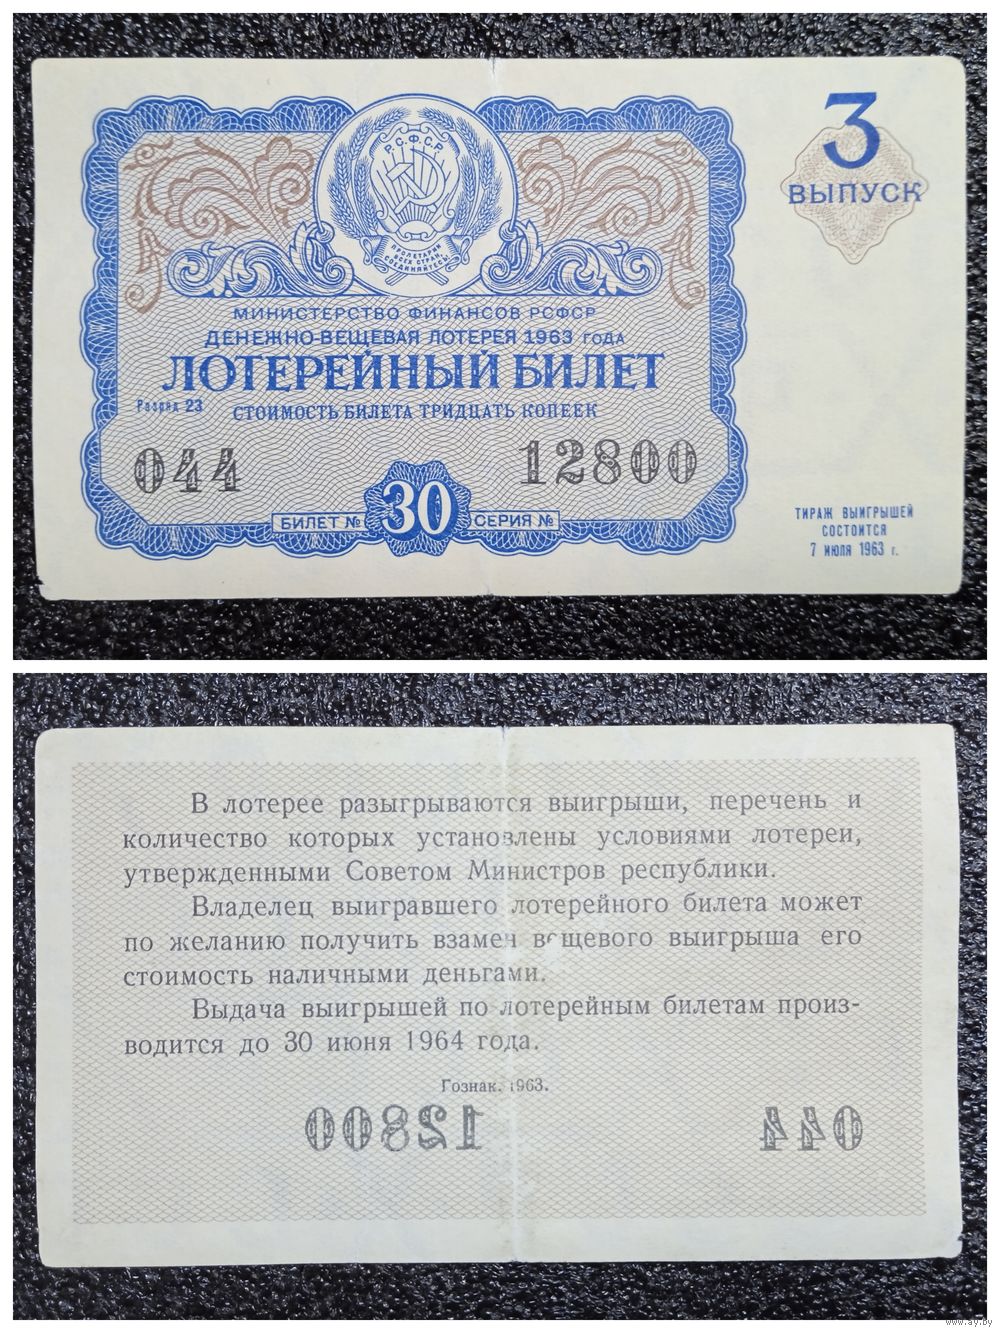 3
ВЫПУСК
Р.С.Ф.С.Р.
ПРОЛЕТАРИИ
ВСЕХ СТРАН,
СОЕДИНЯЙТЕСЬ!
МИНИСТЕРСТВО ФИНАНСОВ РСФСР
ДЕНЕЖНО-ВЕЩЕВАЯ ЛОТЕРЕЯ 1963 ГОДА
ЛОТЕРЕЙНЫЙ БИЛЕТ
Разряд 23 СТОИМОСТЬ БИЛЕТА ТРИДЦАТЬ КОПЕЕК
044 12800
БИЛЕТ № 30 СЕРИЯ №
ТИРАЖ ВЫИГРЫШЕЙ
СОСТОИТСЯ
7 ИЮЛЯ 1963 г.
В лотерее разыгрываются выигрыши, перечень и
количество которых установлены условиями лотереи,
утвержденными Советом Министров республики.
Владелец выигравшего лотерейного билета может
по желанию получить взамен вещевого выигрыша его
стоимость наличными деньгами.
Выдача выигрышей по лотерейным билетам произ-
водится до 30 июня 1964 года.
Гознак. 1963.
12800 044
www.ay.by